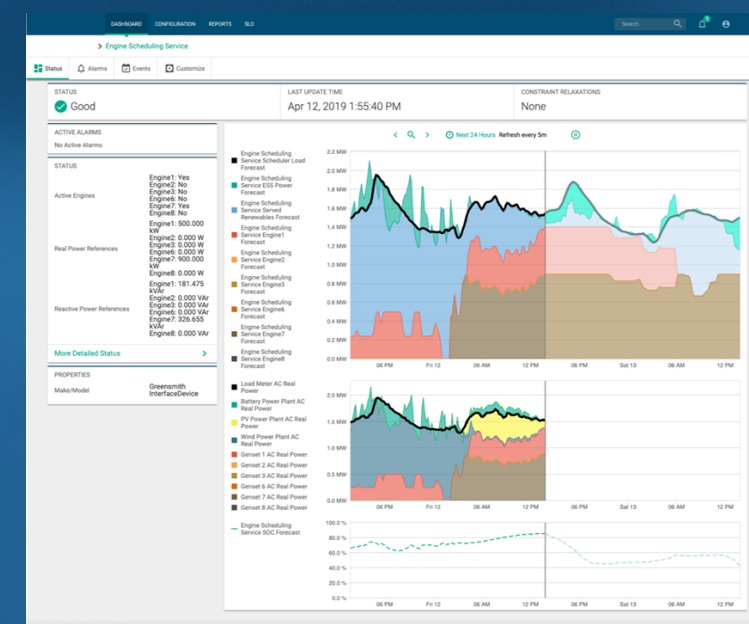 DASHBOARD CONFIGURATION REPORTS SLD Search
> Engine Scheduling Service
Status Alarms Events Customize
STATUS
Good
LAST UPDATE TIME
Apr 12, 2019 1:55:40 PM
CONSTRAINT RELAXATIONS
None
ACTIVE ALARMS
No Active Alarms
STATUS
Active Engines
Engine1: Yes
Engine2: No
Engine3: No
Engine6: No
Engine7: Yes
Engine8: No
Real Power References
Engine1: 500.000
kW
Engine2: 0.000 W
Engine3: 0.000 W
Engine6: 0.000 W
Engine7: 900.000
kW
Engine8: 0.000 W
Reactive Power References
Engine1: 181.475
kVAr
Engine2: 0.000 VAr
Engine3: 0.000 VAr
Engine6: 0.000 VAr
Engine7: 326.655
kVAr
Engine8: 0.000 VAr
More Detailed Status >
PROPERTIES
Make/Model
Greensmith
InterfaceDevice
< > Next 24 Hours Refresh every 5m
Engine Scheduling
Service Scheduler Load
Forecast
Engine Scheduling
Service ESS Power
Forecast
Engine Scheduling
Service Served
Renewables Forecast
Engine Scheduling
Service Engine1
Forecast
Engine Scheduling
Service Engine2
Forecast
Engine Scheduling
Service Engine3
Forecast
Engine Scheduling
Service Engine6
Forecast
Engine Scheduling
Service Engine7
Forecast
Engine Scheduling
Service Engine8
Forecast
2.2 MW
2.0 MW
1.8 MW
1.6 MW
1.4 MW
1.2 MW
1.0 MW
0.8 MW
0.6 MW
0.4 MW
0.2 MW
0.0 MW
06 PM Fri 12 06 AM 12 PM 06 PM Sat 13 06 AM 12 PM
Load Meter AC Real
Power
Battery Power Plant AC
Real Power
PV Power Plant AC Real
Power
Wind Power Plant AC
Real Power
Genset 1 AC Real Power
Genset 2 AC Real Power
Genset 3 AC Real Power
Genset 6 AC Real Power
Genset 7 AC Real Power
Genset 8 AC Real Power
2.0 MW
1.5 MW
1.0 MW
0.5 MW
0.0 MW
06 PM Fri 12 06 AM 12 PM 06 PM Sat 13 06 AM 12 PM
Engine Scheduling
Service SOC Forecast
100.0 %
80.0 %
60.0 %
40.0 %
20.0 %
0.0 %
06 PM Fri 12 06 AM 12 PM 06 PM Sat 13 06 AM 12 PM